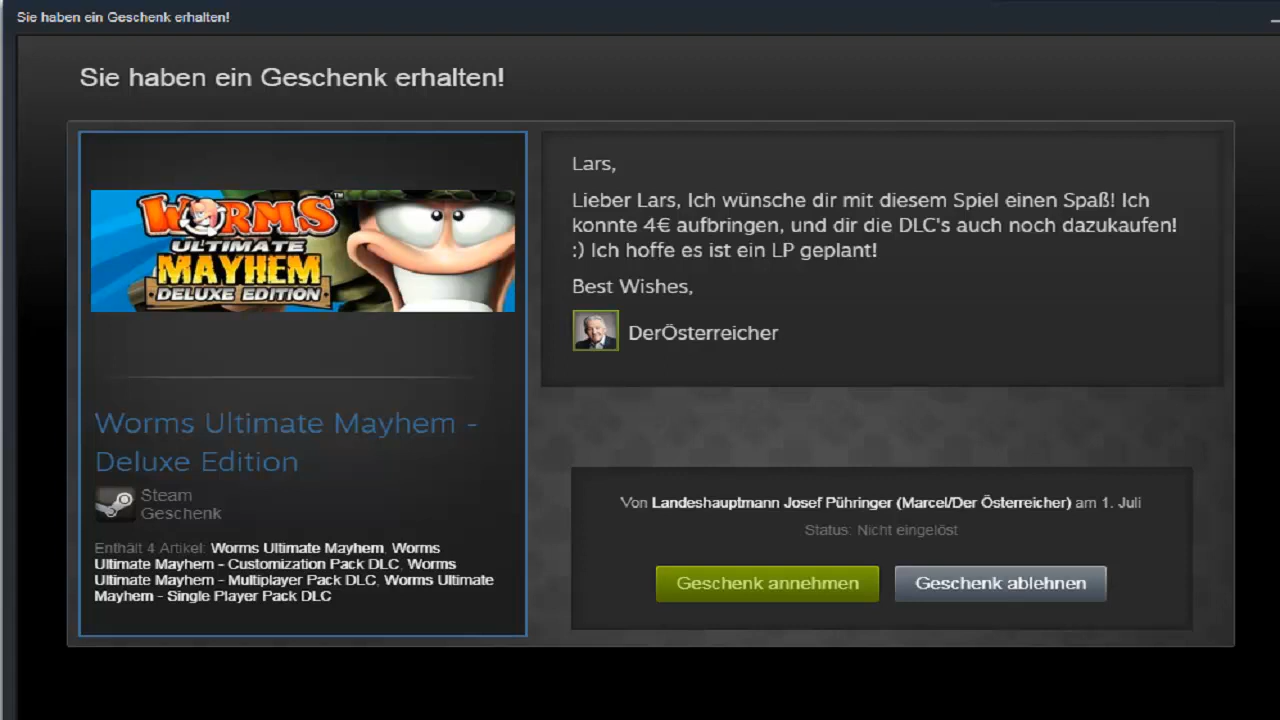 Sie haben ein Geschenk erhalten!
Sie haben ein Geschenk erhalten!
WORMS™
ULTIMATE
MAYHEM
DELUXE EDITION
Worms Ultimate Mayhem -
Deluxe Edition
Steam
Geschenk
Enthält 4 Artikel: Worms Ultimate Mayhem, Worms
Ultimate Mayhem - Customization Pack DLC, Worms
Ultimate Mayhem - Multiplayer Pack DLC, Worms Ultimate
Mayhem - Single Player Pack DLC
Lars,
Lieber Lars, Ich wünsche dir mit diesem Spiel einen Spaß! Ich
konnte 4€ aufbringen, und dir die DLC's auch noch dazukaufen!
:) Ich hoffe es ist ein LP geplant!
Best Wishes,
DerÖsterreicher
Von Landeshauptmann Josef Pühringer (Marcel/Der Österreicher) am 1. Juli
Status: Nicht eingelöst
Geschenk annehmen
Geschenk ablehnen